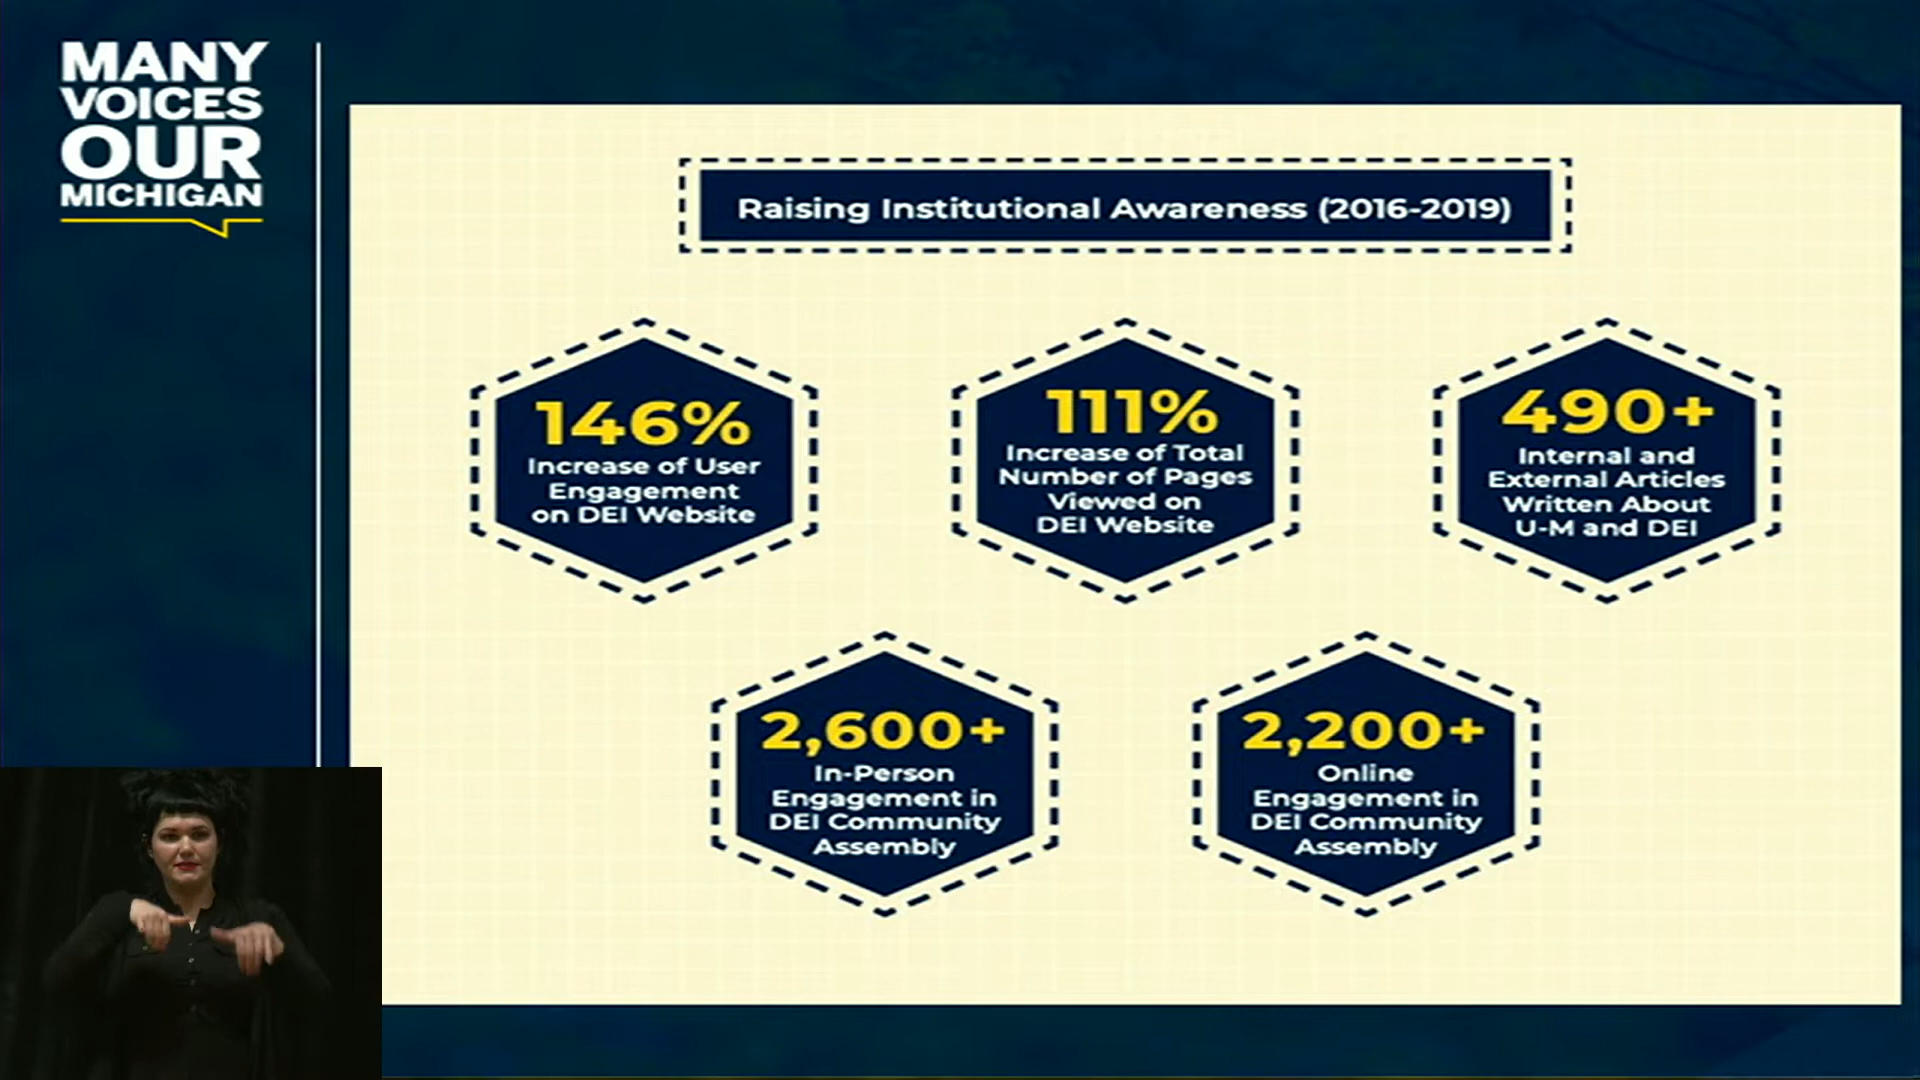 MANY
VOICES
OUR
MICHIGAN
Raising Institutional Awareness (2016-2019)
146%
Increase of User
Engagement
on DEI Website
111%
Increase of Total
Number of Pages
Viewed on
DEI Website
490+
Internal and
External Articles
Written About
U-M and DEI
2,600+
In-Person
Engagement in
DEI Community
Assembly
2,200+
Online
Engagement in
DEI Community
Assembly